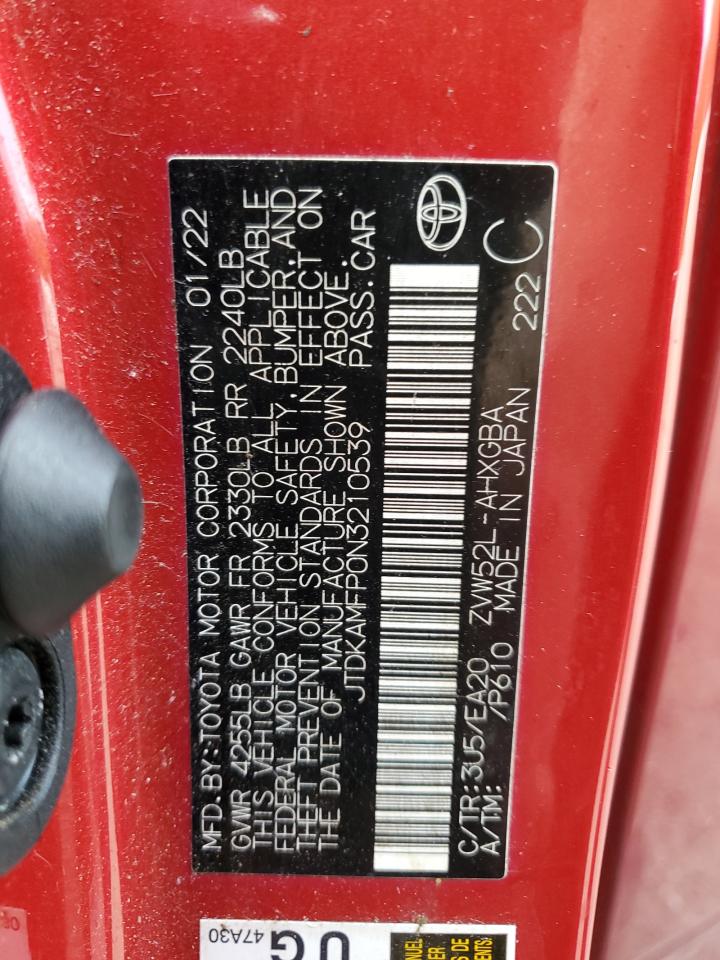 MFD. BY: TOYOTA MOTOR CORPORATION 01/22
GVWR 4255LB GAWR FR 2330LB RR 2240LB
THIS VEHICLE CONFORMS TO ALL APPLICABLE
FEDERAL MOTOR VEHICLE SAFETY, BUMPER, AND
THEFT PREVENTION STANDARDS IN EFFECT ON
THE DATE OF MANUFACTURE SHOWN ABOVE.
JTDKAMFP0N3210539 PASS. CAR
C/TR: 3U5/EA20 ZVW52L-AHXGBA
A/TM: /P610 MADE IN JAPAN 222 C
47A30
UG